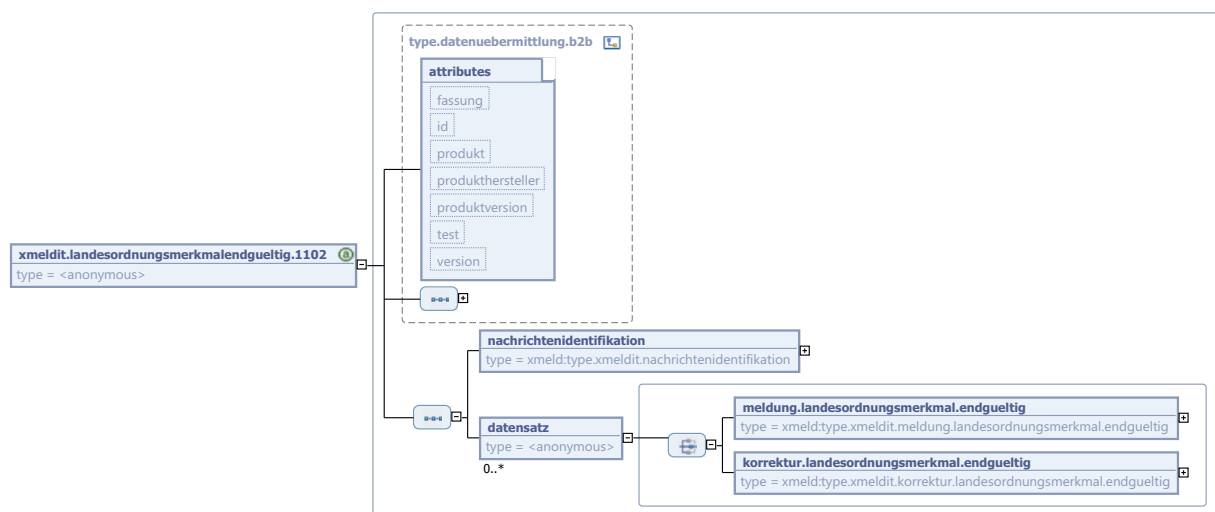 type.datenuebermittlung.b2b
attributes
fassung
id
produkt
produkthersteller
produktversion
test
version
xmeldit.landesordnungsmerkmalendgueltig.1102
type = <anonymous>
nachrichtenidentifikation
type = xmeld:type.xmeldit.nachrichtenidentifikation
datensatz
type = <anonymous>
0..*
meldung.landesordnungsmerkmal.endgueltig
type = xmeld:type.xmeldit.meldung.landesordnungsmerkmal.endgueltig
korrektur.landesordnungsmerkmal.endgueltig
type = xmeld:type.xmeldit.korrektur.landesordnungsmerkmal.endgueltig